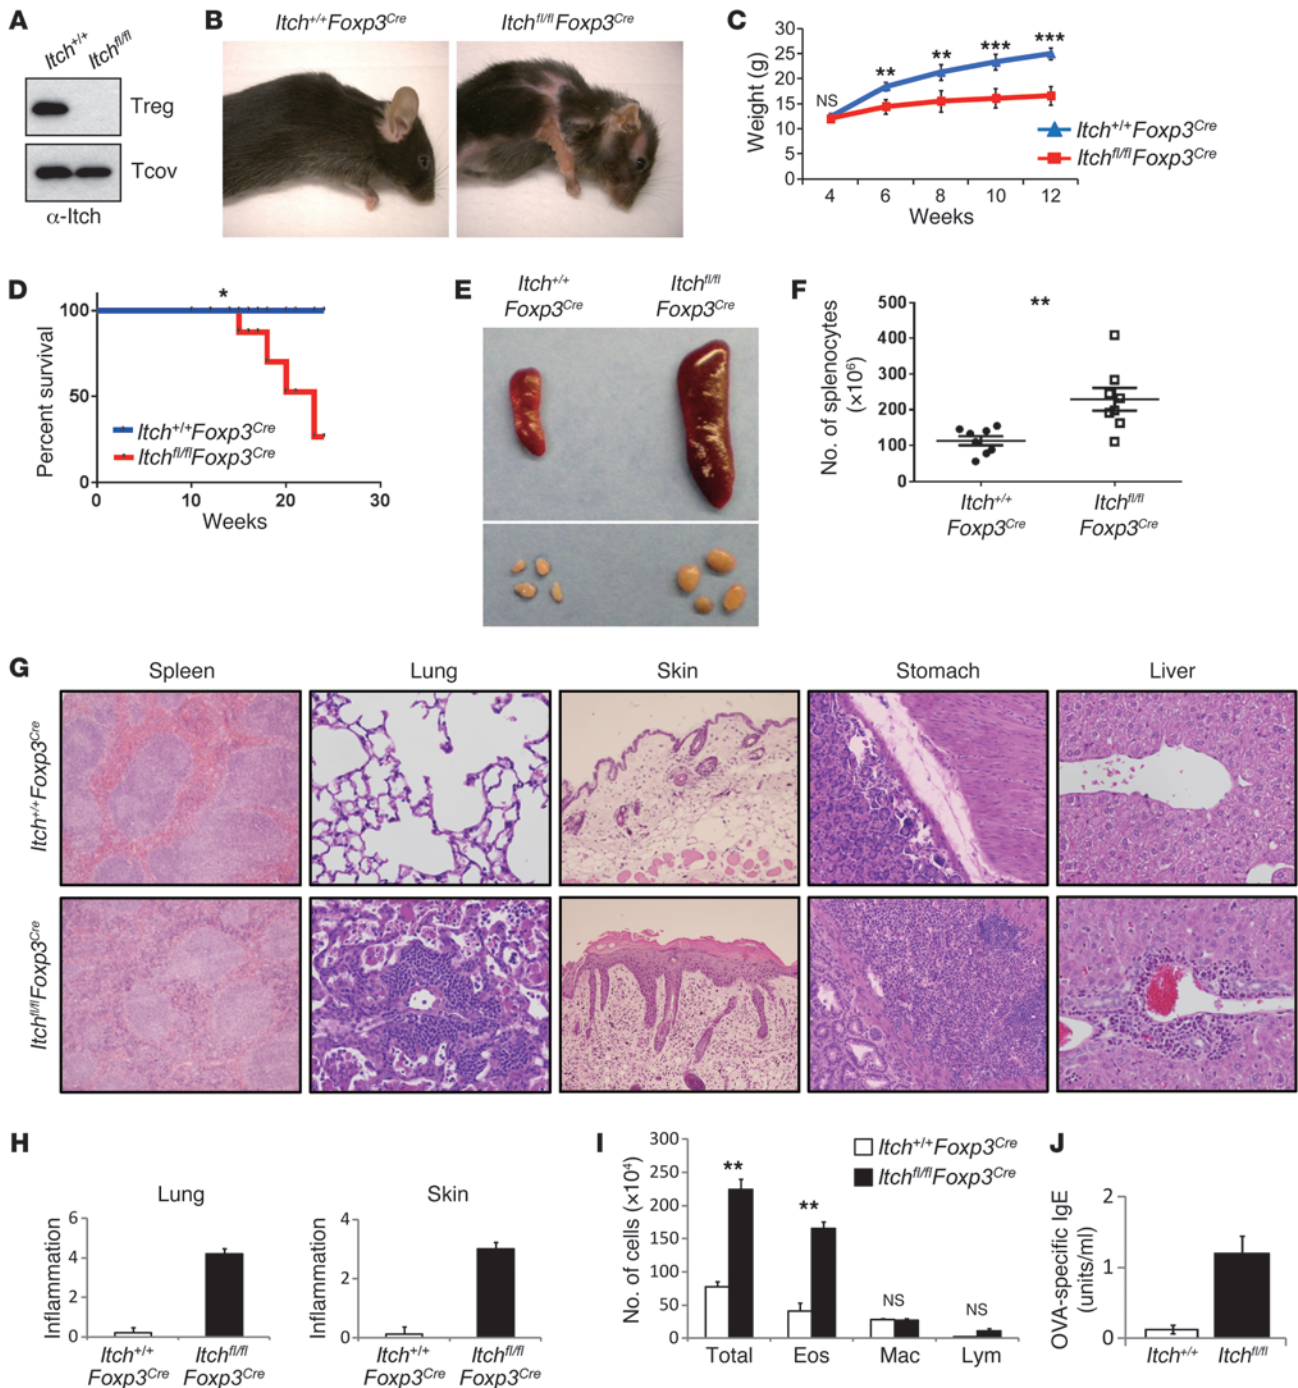 A
Itch+/+
Itchfl/fl
Treg
Tcov
α-Itch
B
Itch+/+Foxp3Cre
Itchfl/flFoxp3Cre
C
Weight (g)
30
25
20
15
10
5
0
NS
**
**
***
***
4 6 8 10 12
Weeks
Itch+/+Foxp3Cre
Itchfl/flFoxp3Cre
D
Percent survival
100
50
0
*
Itch+/+Foxp3Cre
Itchfl/flFoxp3Cre
0 10 20 30
Weeks
E
Itch+/+
Foxp3Cre
Itchfl/fl
Foxp3Cre
F
No. of splenocytes
(×10⁶)
500
400
300
200
100
0
**
Itch+/+
Foxp3Cre
Itchfl/fl
Foxp3Cre
G
Spleen Lung Skin Stomach Liver
Itch+/+Foxp3Cre
Itchfl/flFoxp3Cre
H
Lung
Inflammation
6
4
2
0
Itch+/+
Foxp3Cre
Itchfl/fl
Foxp3Cre
Skin
Inflammation
4
2
0
Itch+/+
Foxp3Cre
Itchfl/fl
Foxp3Cre
I
No. of cells (×10⁴)
300
250
200
150
100
50
0
Itch+/+Foxp3Cre
Itchfl/flFoxp3Cre
**
**
NS
NS
Total Eos Mac Lym
J
OVA-specific IgE
(units/ml)
2
1
0
Itch+/+ Itchfl/fl